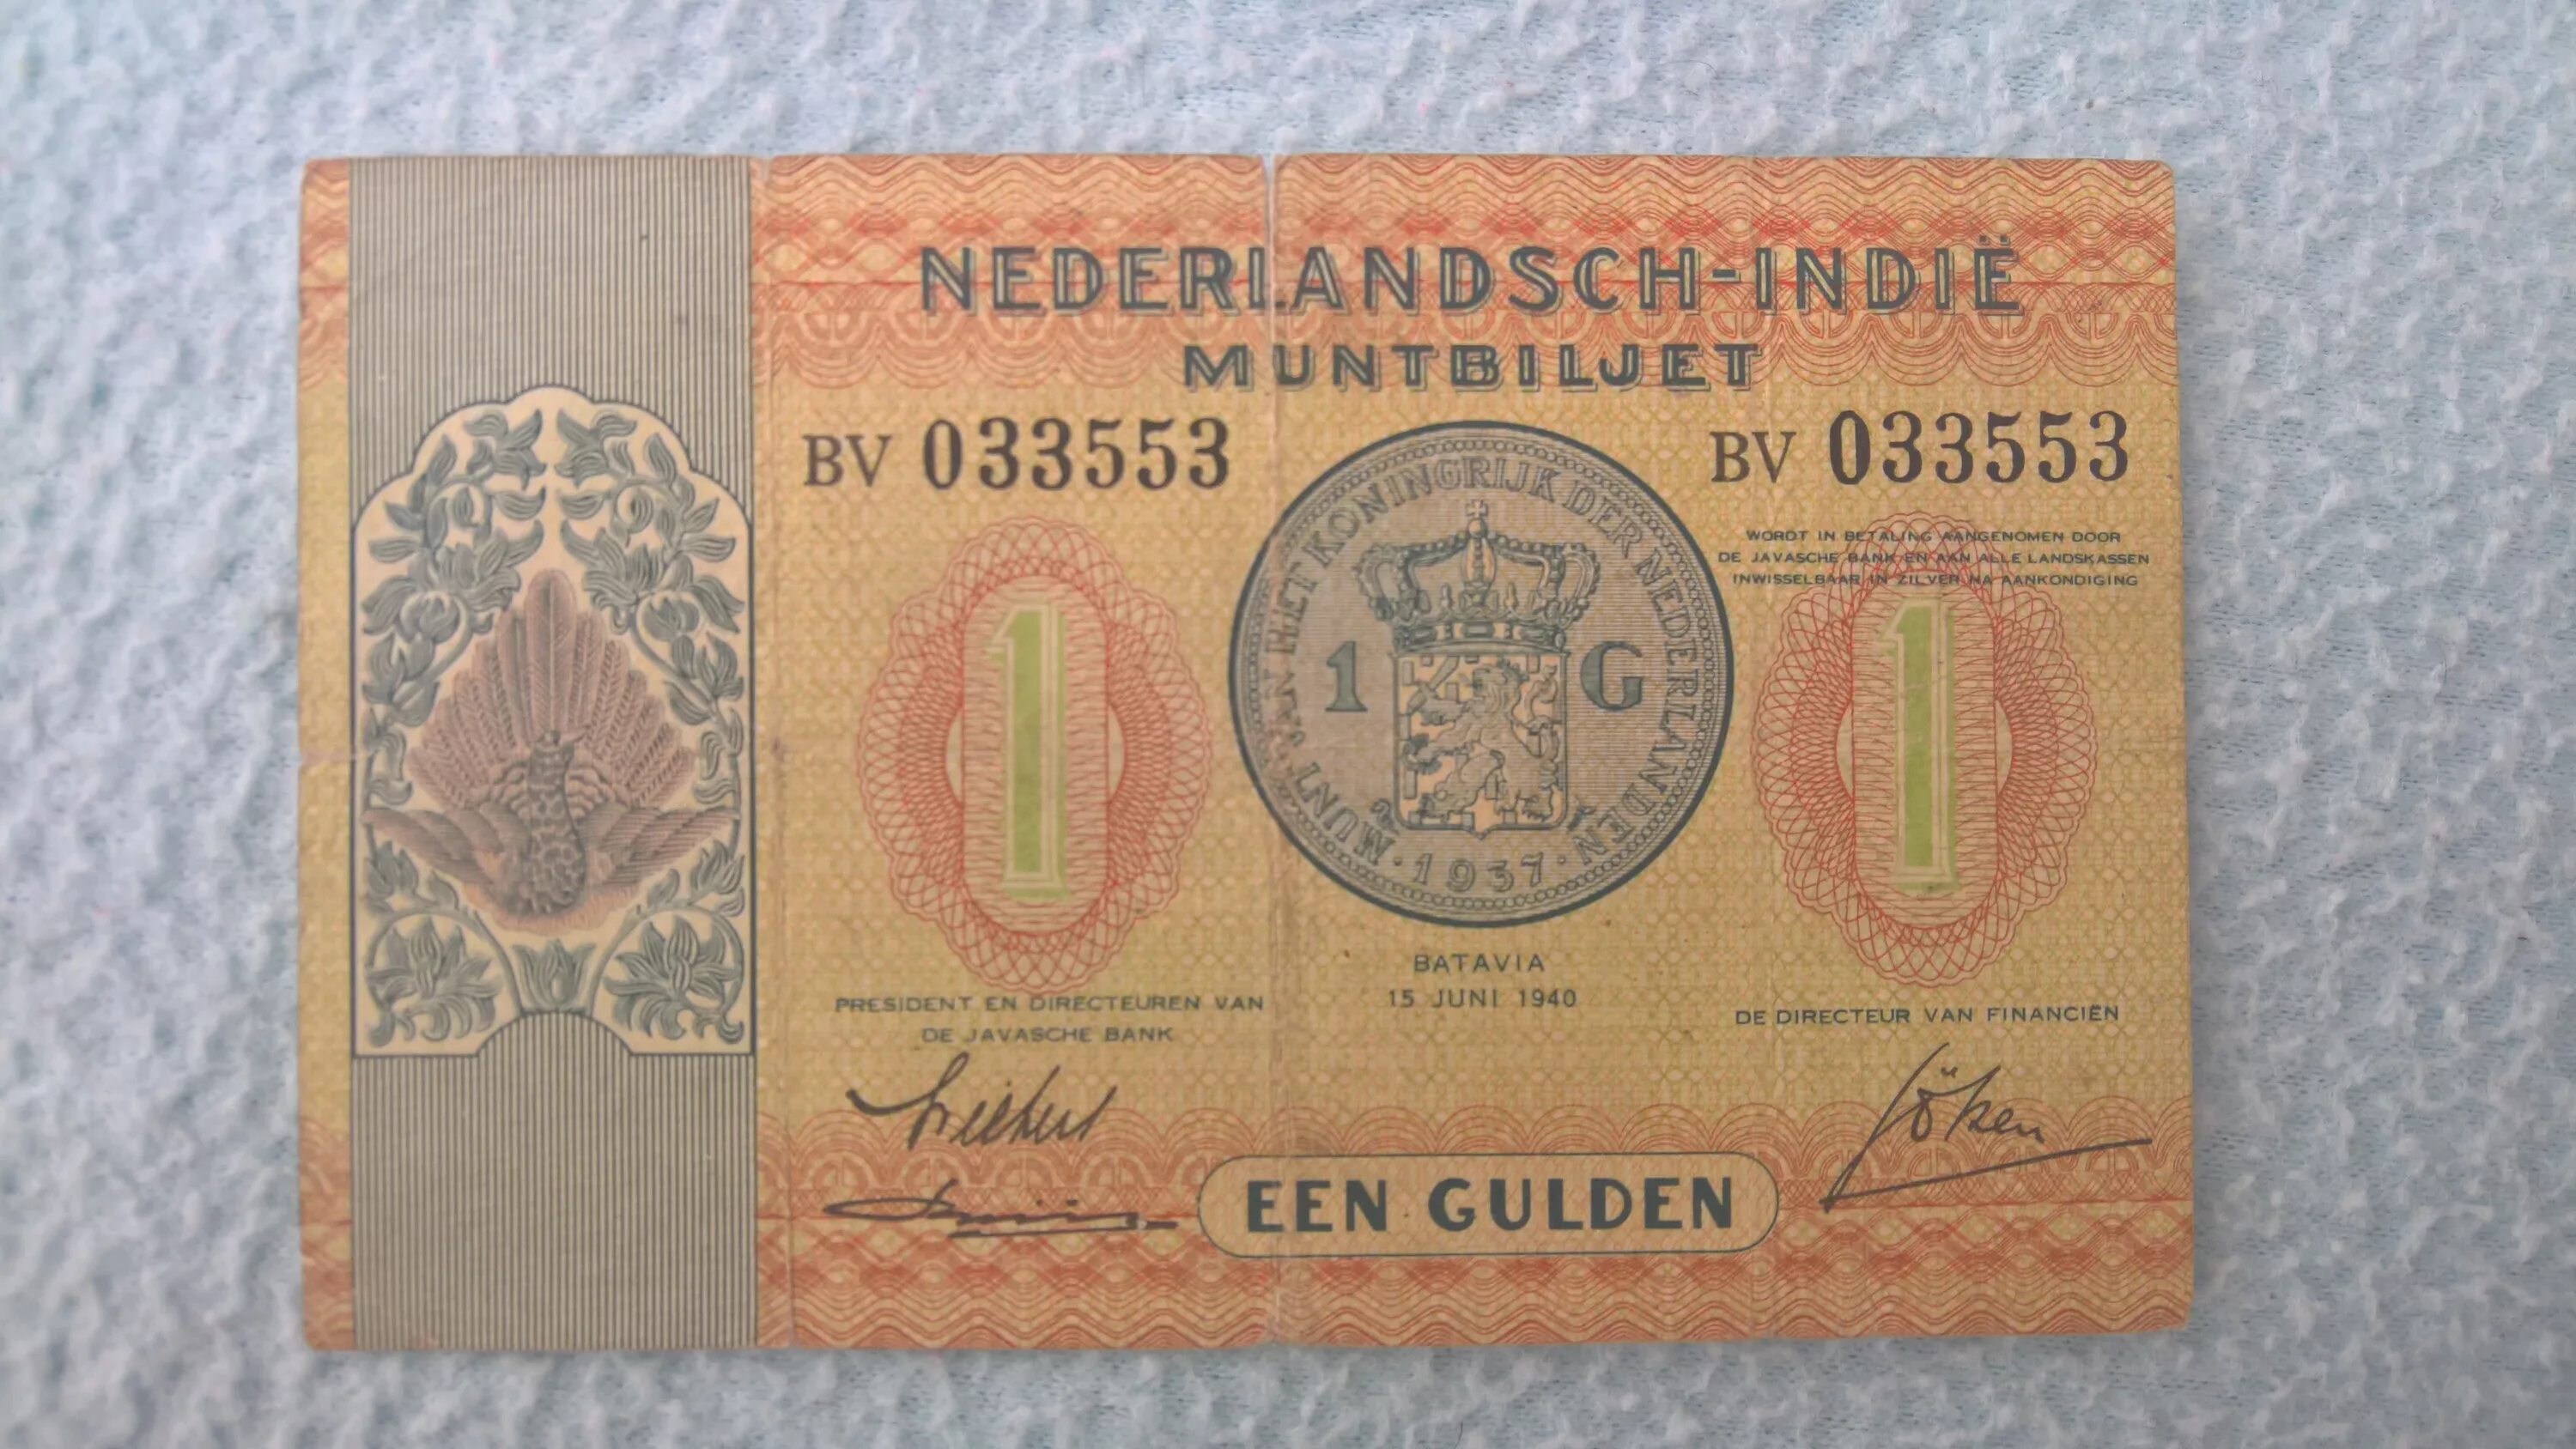 NEDERLANDSCH-INDIË
MUNTBILJET
BV 033553
BV 033553
WORDT IN BETALING AANGENOMEN DOOR
DE JAVASCHE BANK EN AAN ALLE LANDSKASSEN
INWISSELBAAR IN ZILVER NA AANKONDIGING
MUNT VAN HET KONINGRIJK DER NEDERLANDEN
1 G
· 1937 ·
1
1
BATAVIA
15 JUNI 1940
PRESIDENT EN DIRECTEUREN VAN
DE JAVASCHE BANK
DE DIRECTEUR VAN FINANCIËN
EEN GULDEN